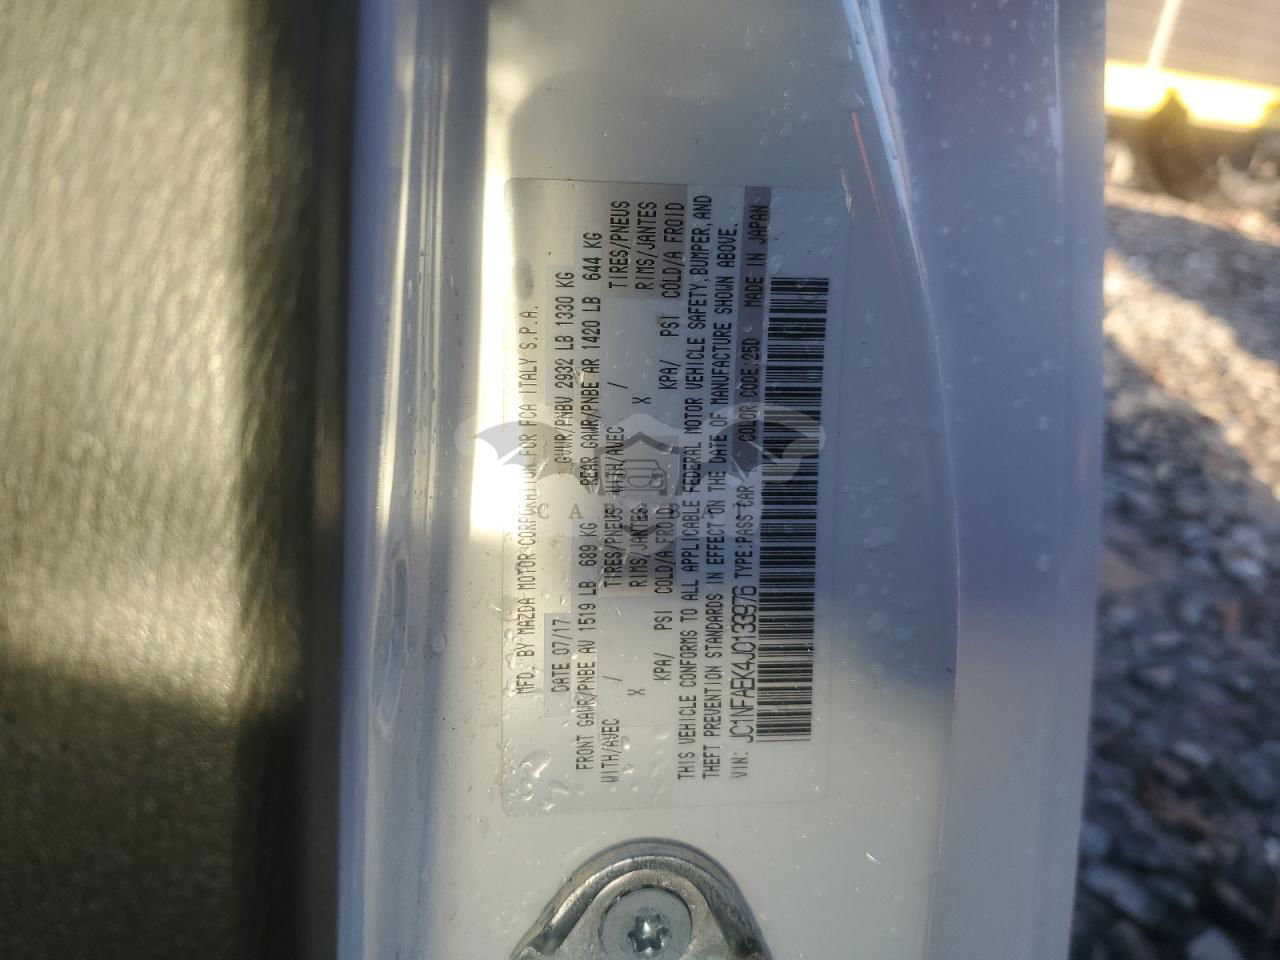 MFD. BY MAZDA MOTOR CORPORATION FOR FCA ITALY S.P.A.
DATE 07/17 GVWR/PNBV 2932 LB 1330 KG
FRONT GAWR/PNBE AV 1519 LB 689 KG REAR GAWR/PNBE AR 1420 LB 644 KG
WITH/AVEC / TIRES/PNEUS WITH/AVEC / TIRES/PNEUS
X RIMS/JANTES X RIMS/JANTES
KPA/ PSI COLD/A FROID KPA/ PSI COLD/A FROID
THIS VEHICLE CONFORMS TO ALL APPLICABLE FEDERAL MOTOR VEHICLE SAFETY, BUMPER, AND
THEFT PREVENTION STANDARDS IN EFFECT ON THE DATE OF MANUFACTURE SHOWN ABOVE.
VIN: JC1NFAEK4J0133976 TYPE:PASS CAR COLOR CODE:25D MADE IN JAPAN